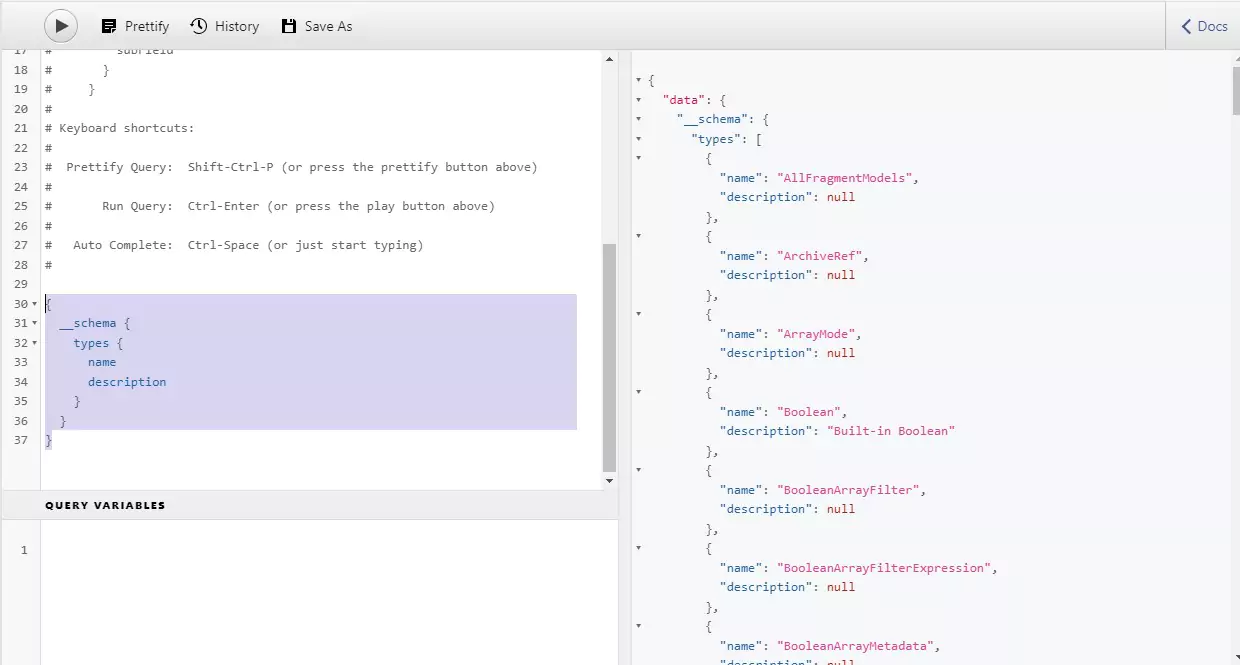 Prettify History Save As Docs
17 # subfield
18 # }
19 # }
20 #
21 # Keyboard shortcuts:
22 #
23 # Prettify Query: Shift-Ctrl-P (or press the prettify button above)
24 #
25 # Run Query: Ctrl-Enter (or press the play button above)
26 #
27 # Auto Complete: Ctrl-Space (or just start typing)
28 #
29
30 {
31 __schema {
32 types {
33 name
34 description
35 }
36 }
37 }
QUERY VARIABLES
1
{
"data": {
"__schema": {
"types": [
{
"name": "AllFragmentModels",
"description": null
},
{
"name": "ArchiveRef",
"description": null
},
{
"name": "ArrayMode",
"description": null
},
{
"name": "Boolean",
"description": "Built-in Boolean"
},
{
"name": "BooleanArrayFilter",
"description": null
},
{
"name": "BooleanArrayFilterExpression",
"description": null
},
{
"name": "BooleanArrayMetadata",
"description": null